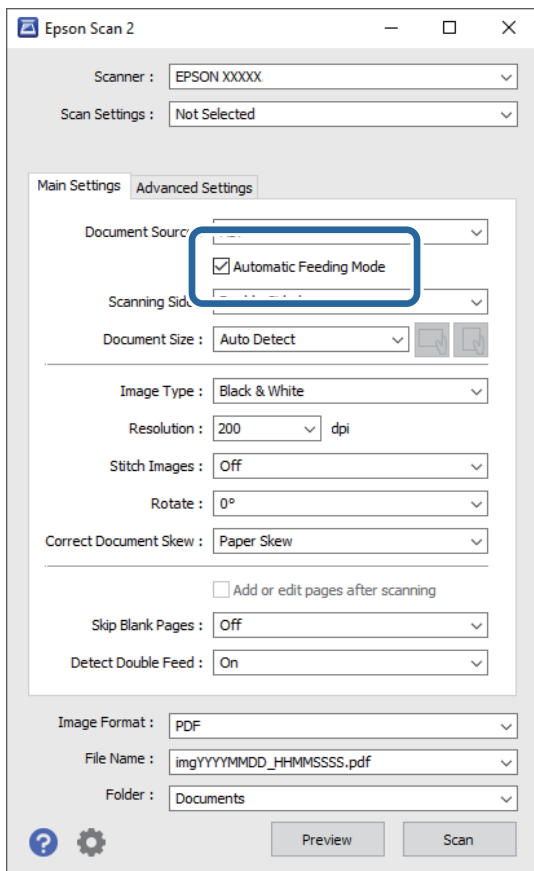 Epson Scan 2
Scanner : EPSON XXXXX
Scan Settings : Not Selected
Main Settings Advanced Settings
Document Sourc
Automatic Feeding Mode
Scanning Side
Document Size : Auto Detect
Image Type : Black & White
Resolution : 200 dpi
Stitch Images : Off
Rotate : 0°
Correct Document Skew : Paper Skew
Add or edit pages after scanning
Skip Blank Pages : Off
Detect Double Feed : On
Image Format : PDF
File Name : imgYYYYMMDD_HHMMSSSS.pdf
Folder : Documents
? Preview Scan